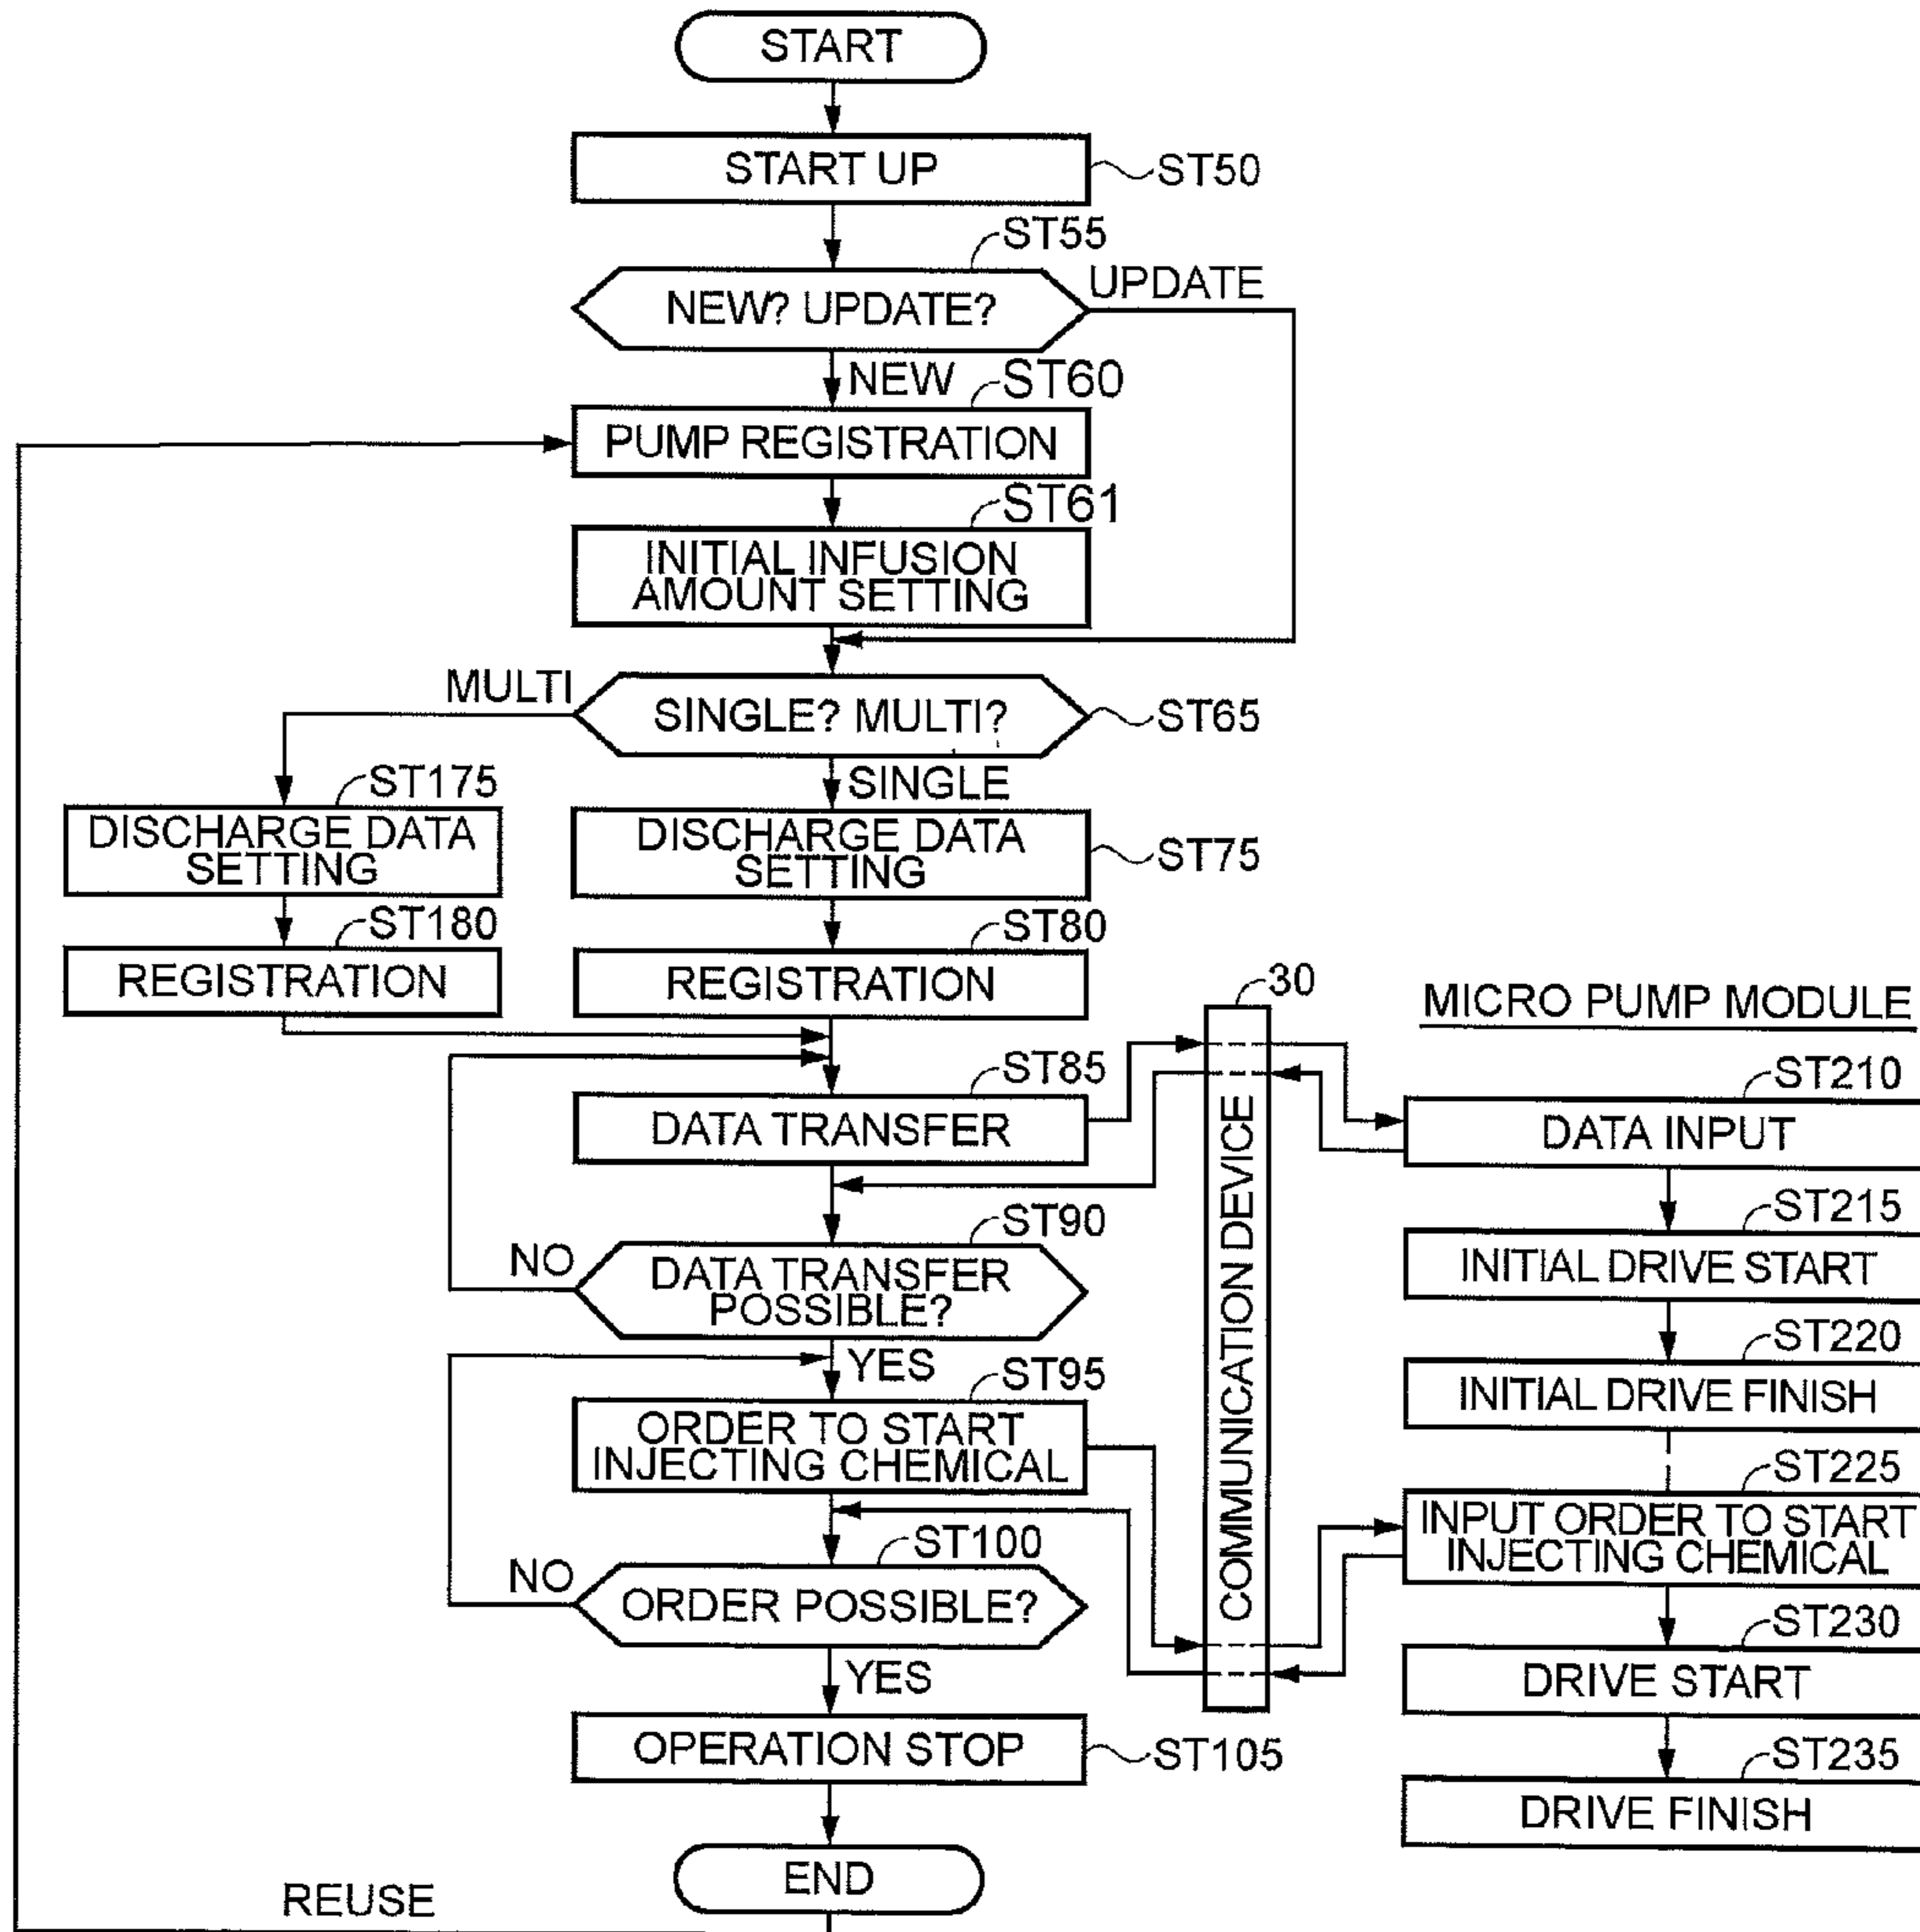 START
START UP
ST50
ST55
NEW? UPDATE?
UPDATE
NEW
ST60
PUMP REGISTRATION
ST61
INITIAL INFUSION
AMOUNT SETTING
MULTI
SINGLE? MULTI?
ST65
SINGLE
ST175
DISCHARGE DATA
SETTING
DISCHARGE DATA
SETTING
ST75
ST180
REGISTRATION
ST80
REGISTRATION
30
COMMUNICATION DEVICE
MICRO PUMP MODULE
ST85
DATA TRANSFER
ST210
DATA INPUT
ST90
NO
DATA TRANSFER
POSSIBLE?
ST215
INITIAL DRIVE START
YES
ST95
ORDER TO START
INJECTING CHEMICAL
ST220
INITIAL DRIVE FINISH
ST225
INPUT ORDER TO START
INJECTING CHEMICAL
ST100
NO
ORDER POSSIBLE?
ST230
DRIVE START
YES
OPERATION STOP
ST105
ST235
DRIVE FINISH
END
REUSE